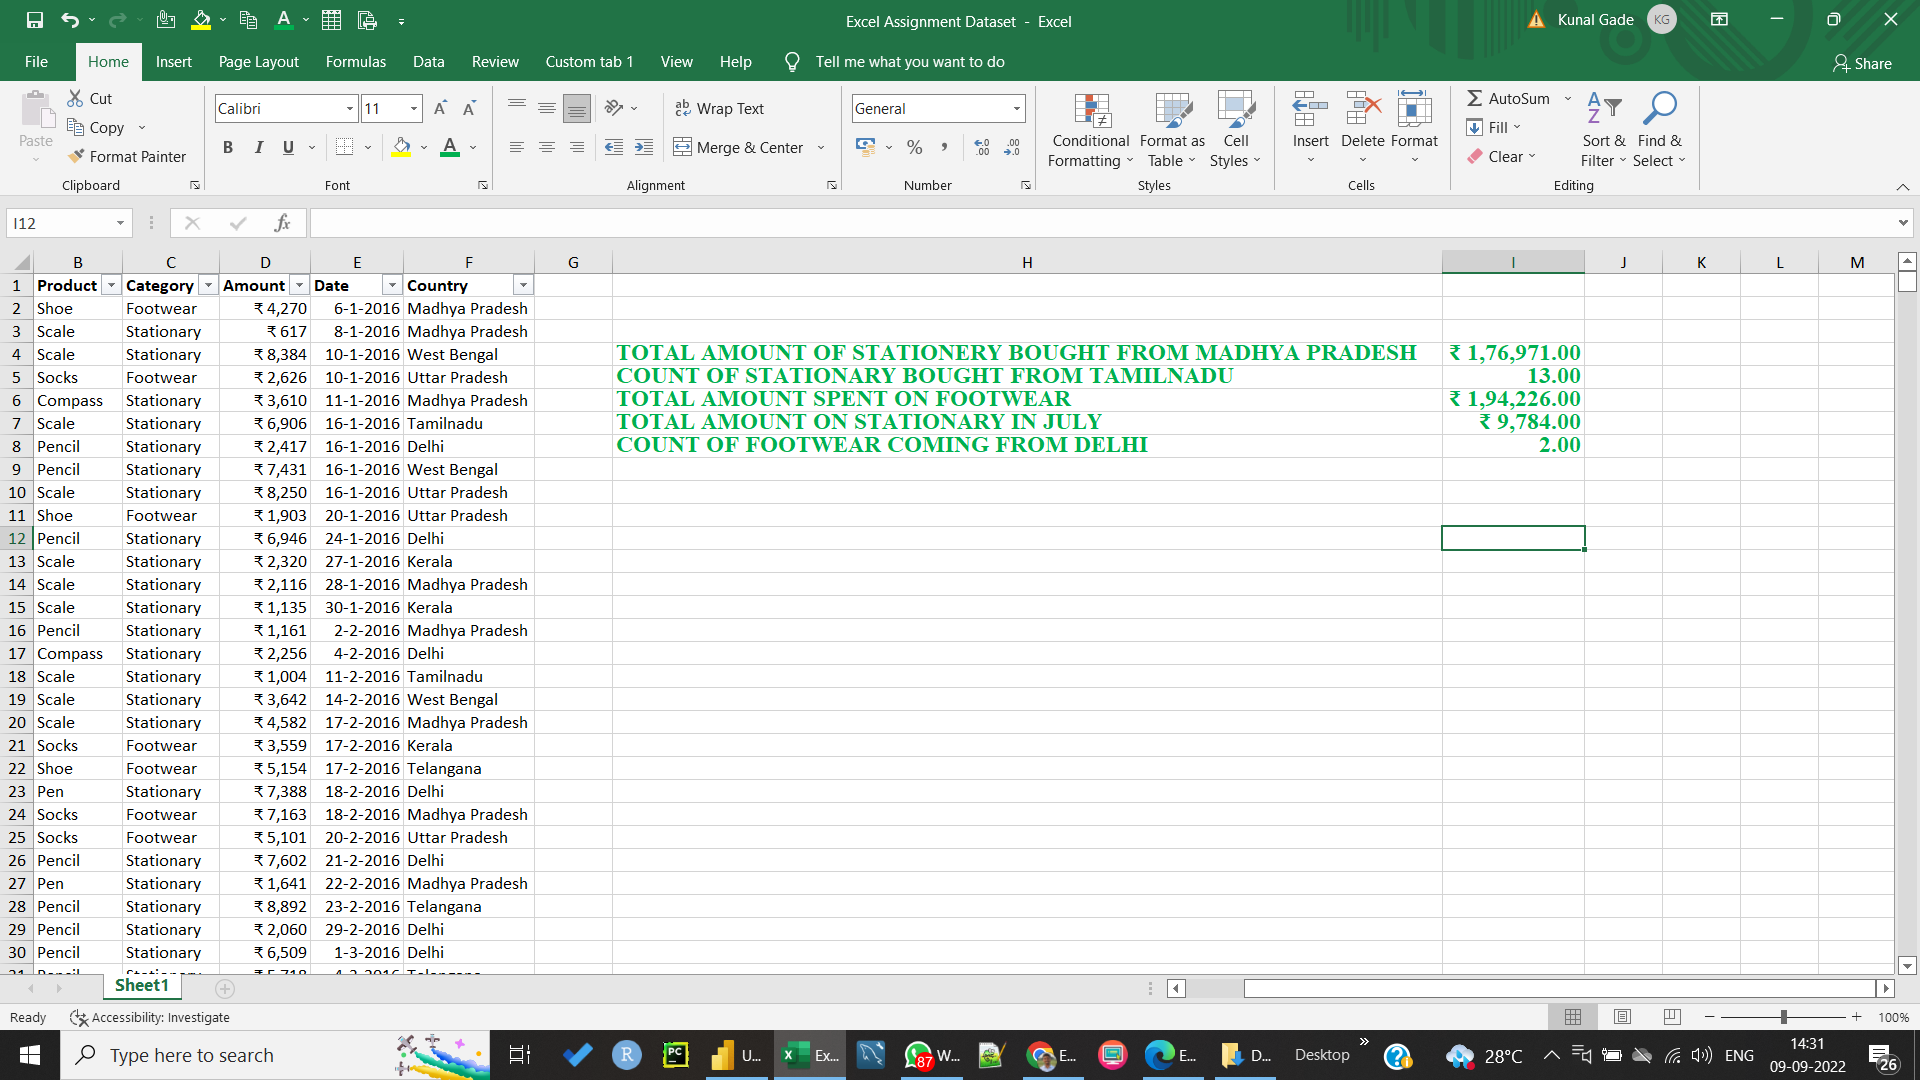 Excel Assignment Dataset - Excel
Kunal Gade KG
File Home Insert Page Layout Formulas Data Review Custom tab 1 View Help Tell me what you want to do Share
Paste Cut Copy Format Painter Clipboard
Calibri 11 B I U A Font
ab Wrap Text Merge & Center Alignment
General % Number
Conditional Formatting Format as Table Cell Styles Styles
Insert Delete Format Cells
AutoSum Fill Clear Sort & Filter Find & Select Editing
I12 fx
B C D E F G H I J K L M
1 Product Category Amount Date Country
2 Shoe Footwear ₹ 4,270 6-1-2016 Madhya Pradesh
3 Scale Stationary ₹ 617 8-1-2016 Madhya Pradesh
4 Scale Stationary ₹ 8,384 10-1-2016 West Bengal TOTAL AMOUNT OF STATIONERY BOUGHT FROM MADHYA PRADESH ₹ 1,76,971.00
5 Socks Footwear ₹ 2,626 10-1-2016 Uttar Pradesh COUNT OF STATIONARY BOUGHT FROM TAMILNADU 13.00
6 Compass Stationary ₹ 3,610 11-1-2016 Madhya Pradesh TOTAL AMOUNT SPENT ON FOOTWEAR ₹ 1,94,226.00
7 Scale Stationary ₹ 6,906 16-1-2016 Tamilnadu TOTAL AMOUNT ON STATIONARY IN JULY ₹ 9,784.00
8 Pencil Stationary ₹ 2,417 16-1-2016 Delhi COUNT OF FOOTWEAR COMING FROM DELHI 2.00
9 Pencil Stationary ₹ 7,431 16-1-2016 West Bengal
10 Scale Stationary ₹ 8,250 16-1-2016 Uttar Pradesh
11 Shoe Footwear ₹ 1,903 20-1-2016 Uttar Pradesh
12 Pencil Stationary ₹ 6,946 24-1-2016 Delhi
13 Scale Stationary ₹ 2,320 27-1-2016 Kerala
14 Scale Stationary ₹ 2,116 28-1-2016 Madhya Pradesh
15 Scale Stationary ₹ 1,135 30-1-2016 Kerala
16 Pencil Stationary ₹ 1,161 2-2-2016 Madhya Pradesh
17 Compass Stationary ₹ 2,256 4-2-2016 Delhi
18 Scale Stationary ₹ 1,004 11-2-2016 Tamilnadu
19 Scale Stationary ₹ 3,642 14-2-2016 West Bengal
20 Scale Stationary ₹ 4,582 17-2-2016 Madhya Pradesh
21 Socks Footwear ₹ 3,559 17-2-2016 Kerala
22 Shoe Footwear ₹ 5,154 17-2-2016 Telangana
23 Pen Stationary ₹ 7,388 18-2-2016 Delhi
24 Socks Footwear ₹ 7,163 18-2-2016 Madhya Pradesh
25 Socks Footwear ₹ 5,101 20-2-2016 Uttar Pradesh
26 Pencil Stationary ₹ 7,602 21-2-2016 Delhi
27 Pen Stationary ₹ 1,641 22-2-2016 Madhya Pradesh
28 Pencil Stationary ₹ 8,892 23-2-2016 Telangana
29 Pencil Stationary ₹ 2,060 29-2-2016 Delhi
30 Pencil Stationary ₹ 6,509 1-3-2016 Delhi
Sheet1
Ready Accessibility: Investigate 100%
Type here to search R PC U... Ex... 87 W... E... E... D... Desktop 28°C ENG 14:31 26
09-09-2022